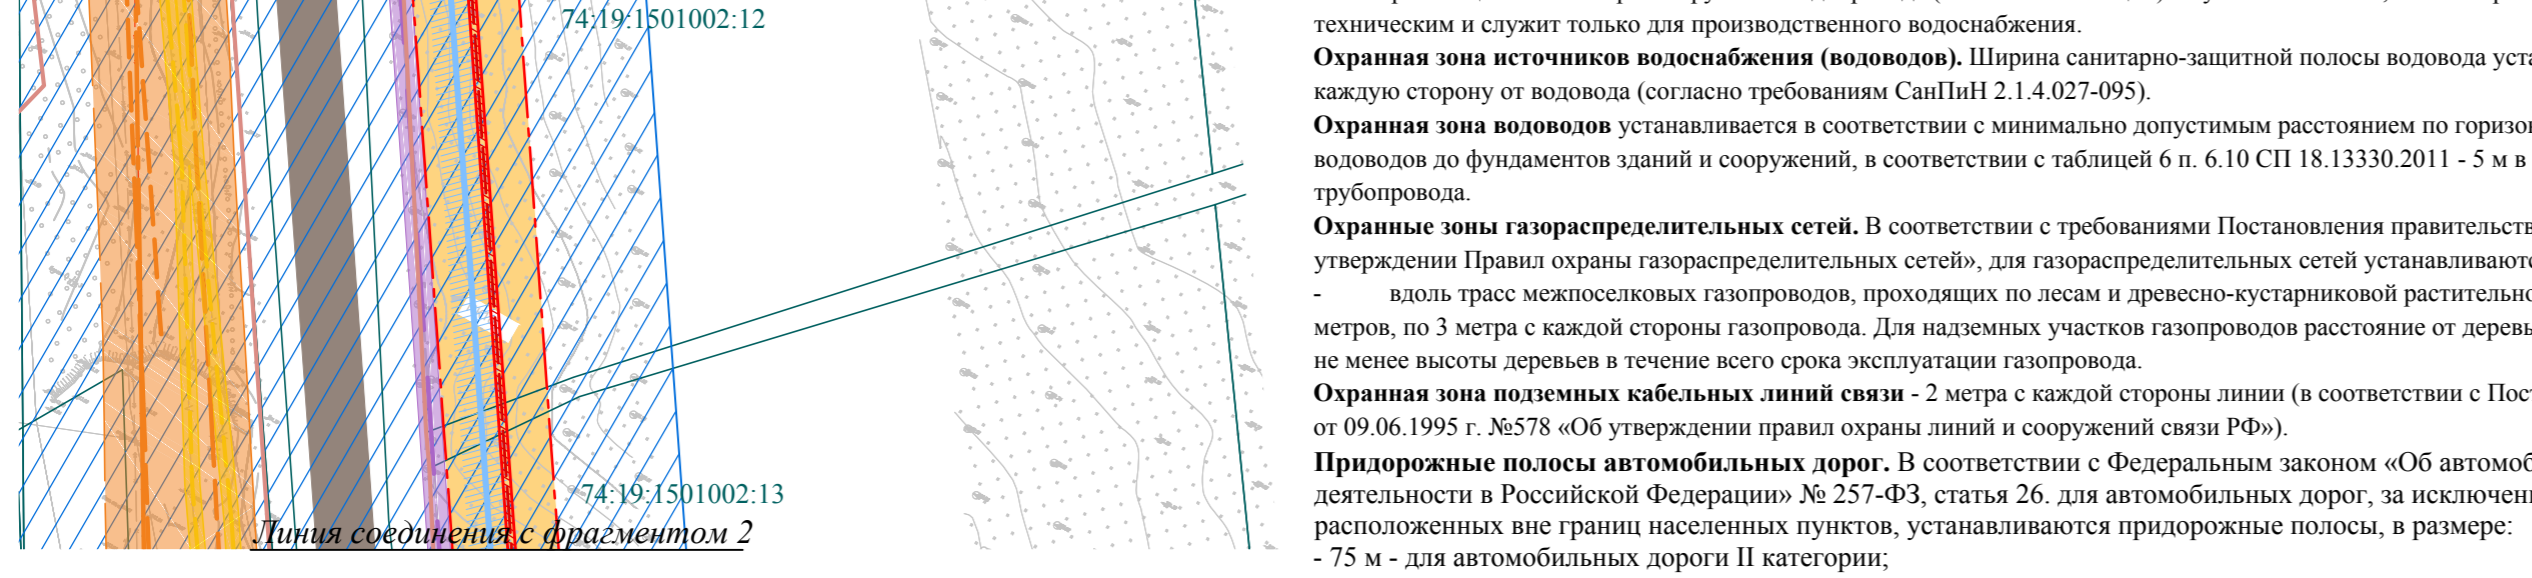 74:19:1501002:12
74:19:1501002:13
Линия соединения с фрагментом 2
техническим и служит только для производственного водоснабжения.
Охранная зона источников водоснабжения (водоводов). Ширина санитарно-защитной полосы водовода уста
каждую сторону от водовода (согласно требованиям СанПиН 2.1.4.027-095).
Охранная зона водоводов устанавливается в соответствии с минимально допустимым расстоянием по горизон
водоводов до фундаментов зданий и сооружений, в соответствии с таблицей 6 п. 6.10 СП 18.13330.2011 - 5 м в
трубопровода.
Охранные зоны газораспределительных сетей. В соответствии с требованиями Постановления правительств
утверждении Правил охраны газораспределительных сетей», для газораспределительных сетей устанавливаютс
- вдоль трасс межпоселковых газопроводов, проходящих по лесам и древесно-кустарниковой растительно
метров, по 3 метра с каждой стороны газопровода. Для надземных участков газопроводов расстояние от деревь
не менее высоты деревьев в течение всего срока эксплуатации газопровода.
Охранная зона подземных кабельных линий связи - 2 метра с каждой стороны линии (в соответствии с Пост
от 09.06.1995 г. №578 «Об утверждении правил охраны линий и сооружений связи РФ»).
Придорожные полосы автомобильных дорог. В соответствии с Федеральным законом «Об автомоб
деятельности в Российской Федерации» № 257-ФЗ, статья 26. для автомобильных дорог, за исключени
расположенных вне границ населенных пунктов, устанавливаются придорожные полосы, в размере:
- 75 м - для автомобильных дороги II категории;